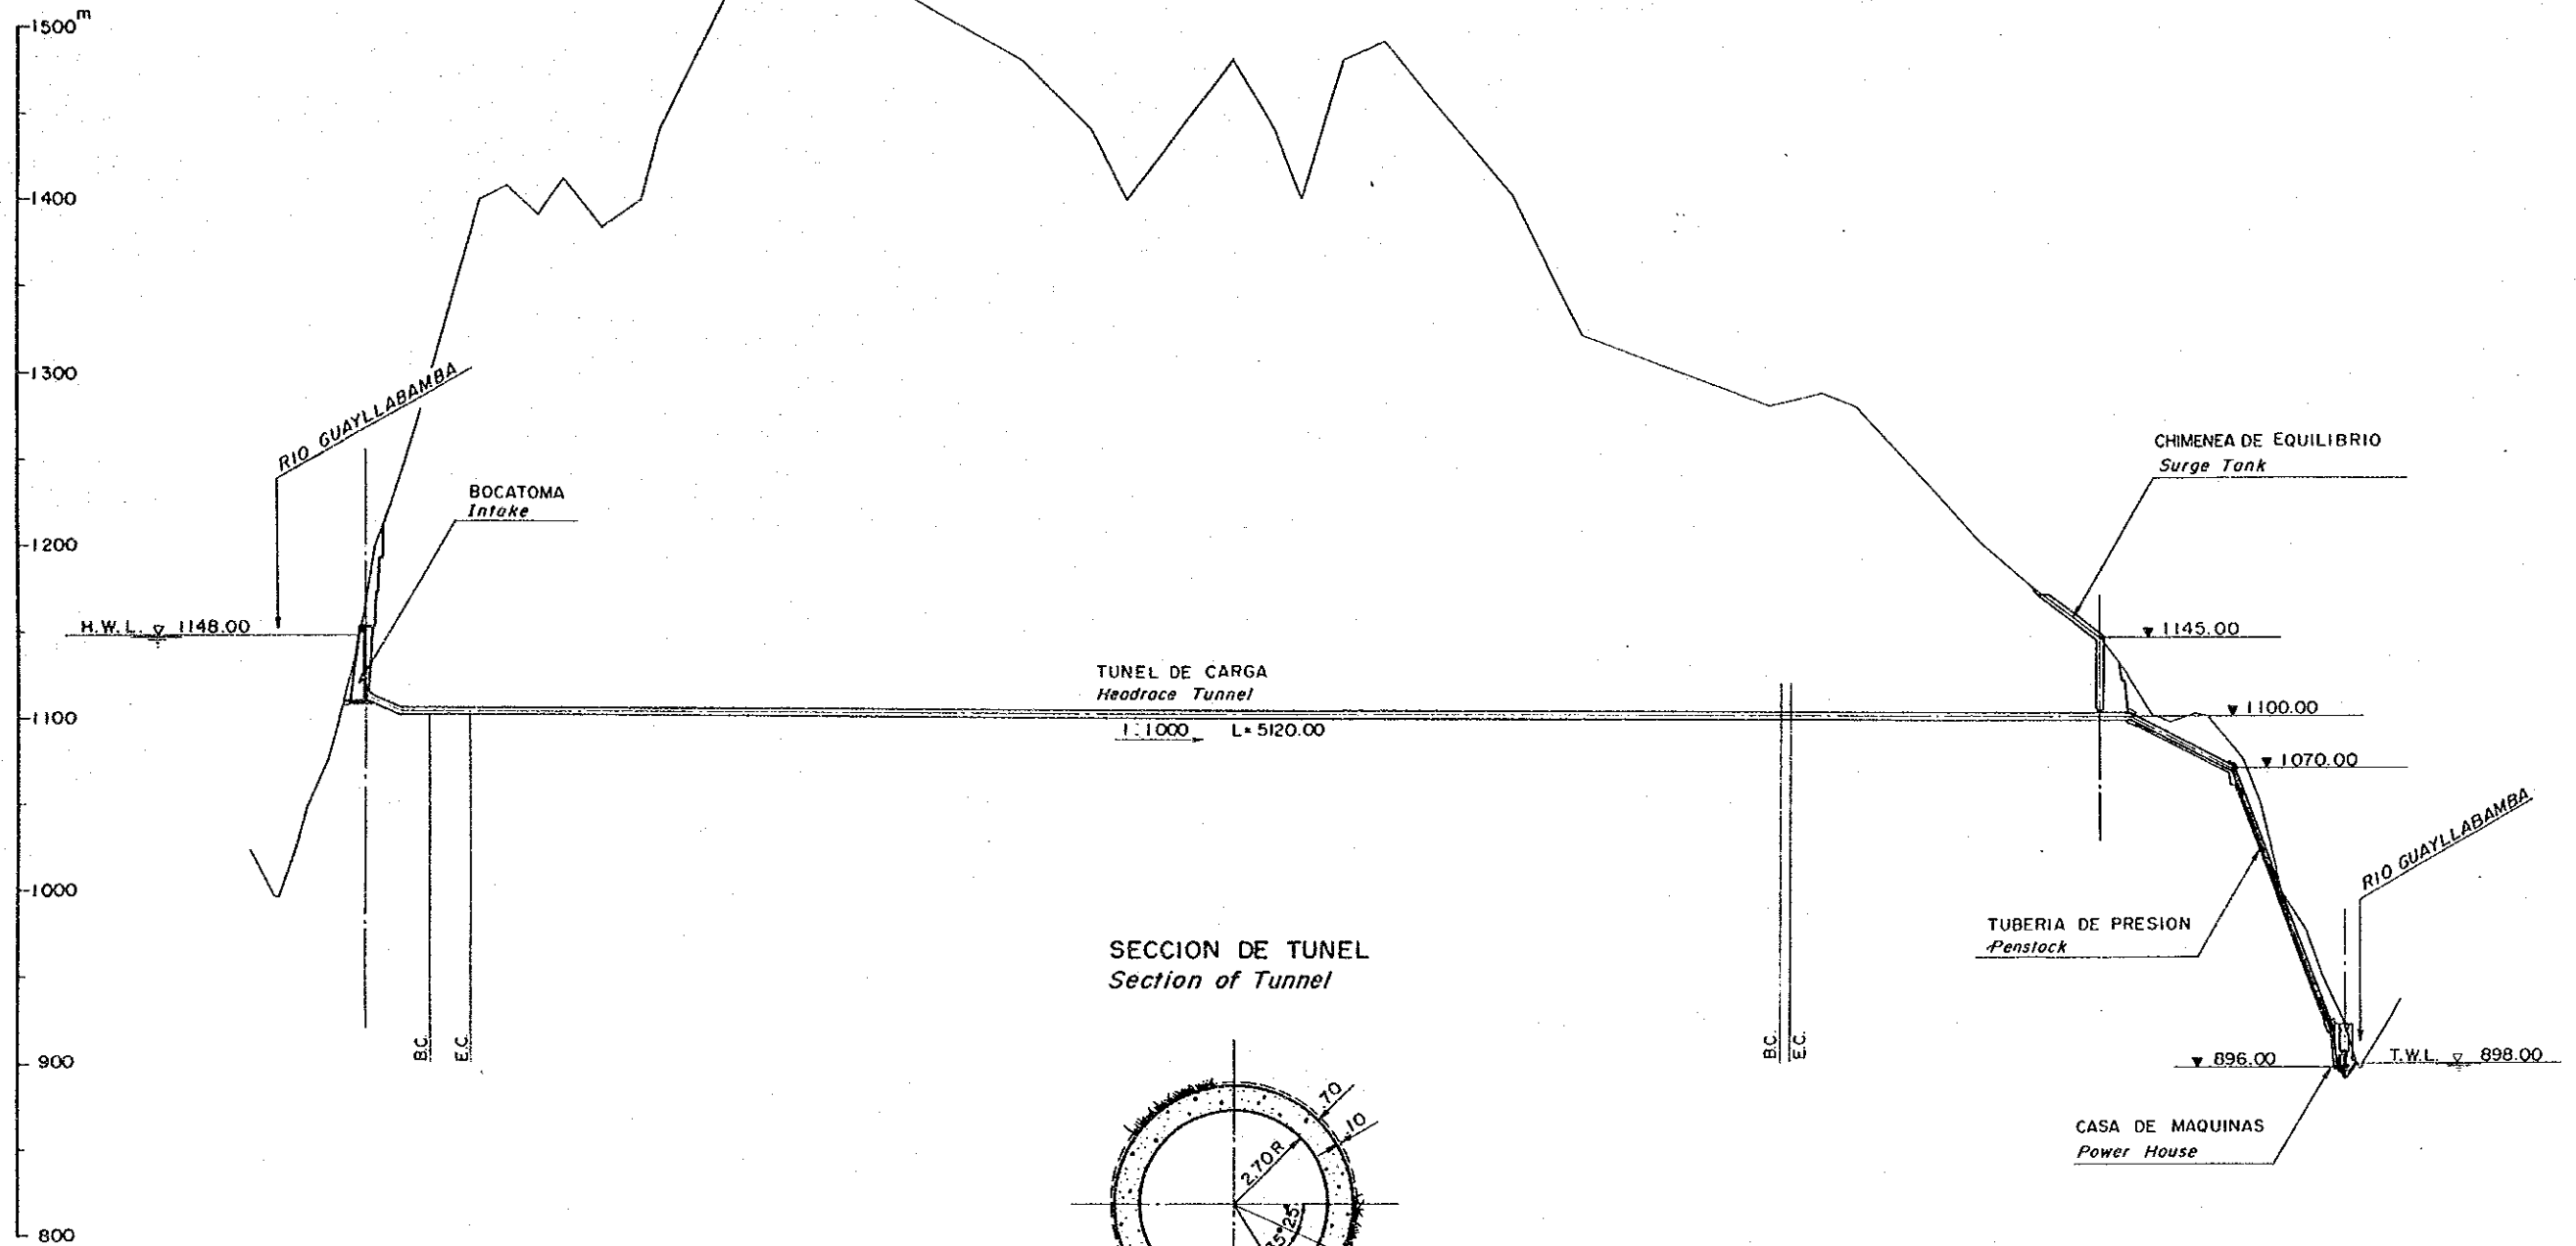 1500m
1400
1300
1200
1100
1000
900
800
RIO GUAYLLABAMBA
BOCATOMA
Intake
H.W.L. 1148.00
TUNEL DE CARGA
Headrace Tunnel
1:1000 L= 5120.00
CHIMENEA DE EQUILIBRIO
Surge Tank
1145.00
1100.00
1070.00
RIO GUAYLLABAMBA
TUBERIA DE PRESION
Penstock
B.C.
E.C.
B.C.
E.C.
896.00
T.W.L. 898.00
CASA DE MAQUINAS
Power House
SECCION DE TUNEL
Section of Tunnel
.70
.10
2.70R